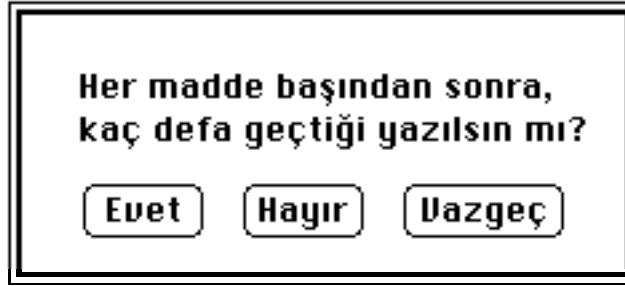 Her madde başından sonra,
kaç defa geçtiği yazılsın mı?
Evet Hayır Vazgeç